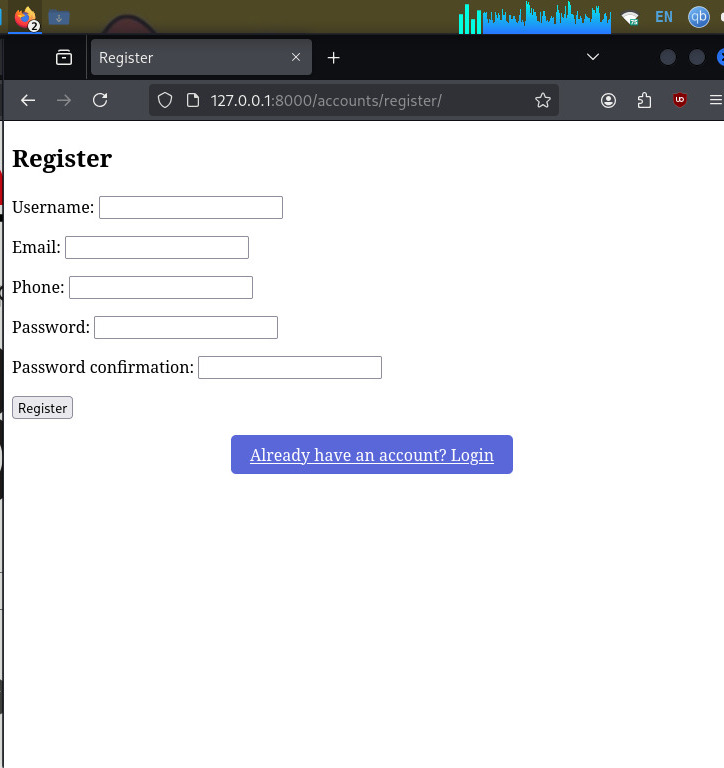 2
EN
qb
Register
127.0.0.1:8000/accounts/register/
Register
Username:
Email:
Phone:
Password:
Password confirmation:
Register
Already have an account? Login